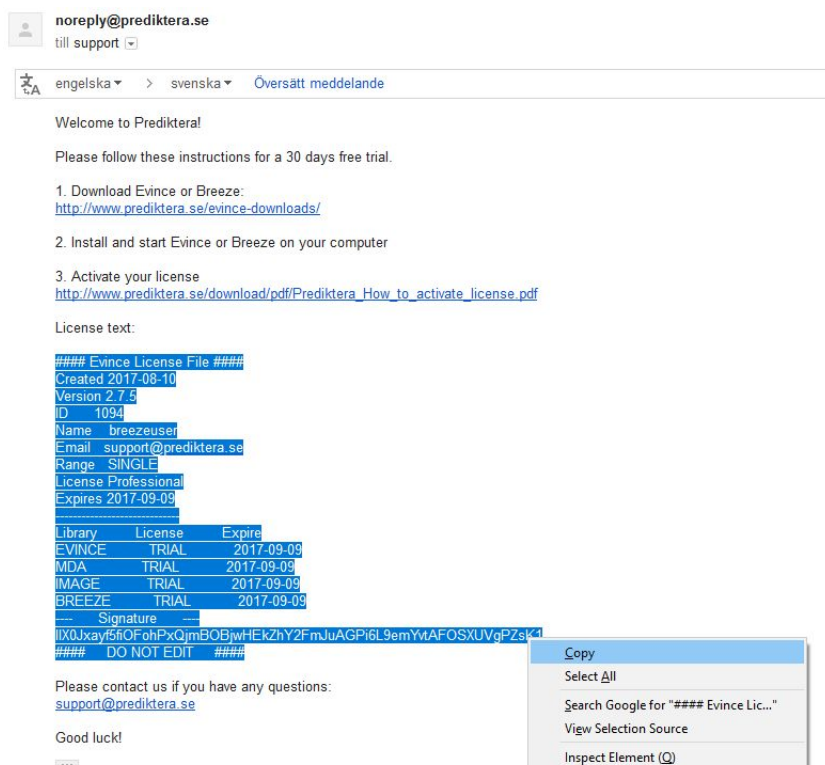 noreply@prediktera.se
till support
engelska > svenska Översätt meddelande
Welcome to Prediktera!
Please follow these instructions for a 30 days free trial.
1. Download Evince or Breeze:
http://www.prediktera.se/evince-downloads/
2. Install and start Evince or Breeze on your computer
3. Activate your license
http://www.prediktera.se/download/pdf/Prediktera_How_to_activate_license.pdf
License text:
#### Evince License File ####
Created 2017-08-10
Version 2.7.5
ID 1094
Name breezeuser
Email support@prediktera.se
Range SINGLE
License Professional
Expires 2017-09-09
----------------------------
Library License Expire
EVINCE TRIAL 2017-09-09
MDA TRIAL 2017-09-09
IMAGE TRIAL 2017-09-09
BREEZE TRIAL 2017-09-09
---- Signature ----
#### DO NOT EDIT ####
Copy
Select All
Search Google for "#### Evince Lic..."
View Selection Source
Inspect Element (Q)
Please contact us if you have any questions:
support@prediktera.se
Good luck!